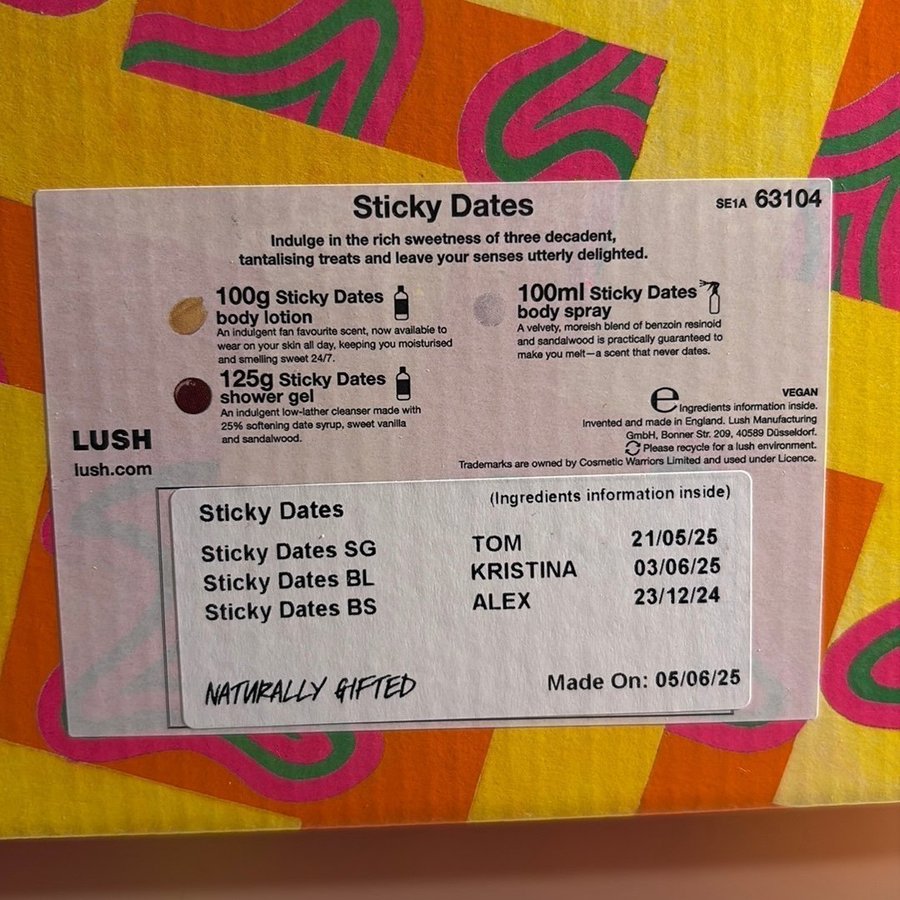 Sticky Dates
SE1A 63104
Indulge in the rich sweetness of three decadent,
tantalising treats and leave your senses utterly delighted.
100g Sticky Dates
body lotion
An indulgent fan favourite scent, now available to
wear on your skin all day, keeping you moisturised
and smelling sweet 24/7.
100ml Sticky Dates
body spray
A velvety, moreish blend of benzoin resinoid
and sandalwood is practically guaranteed to
make you melt—a scent that never dates.
125g Sticky Dates
shower gel
An indulgent low-lather cleanser made with
25% softening date syrup, sweet vanilla
and sandalwood.
LUSH
lush.com
VEGAN
℮ Ingredients information inside.
Invented and made in England. Lush Manufacturing
GmbH, Bonner Str. 209, 40589 Düsseldorf.
Please recycle for a lush environment.
Trademarks are owned by Cosmetic Warriors Limited and used under Licence.
Sticky Dates (Ingredients information inside)
Sticky Dates SG TOM 21/05/25
Sticky Dates BL KRISTINA 03/06/25
Sticky Dates BS ALEX 23/12/24
NATURALLY GIFTED Made On: 05/06/25